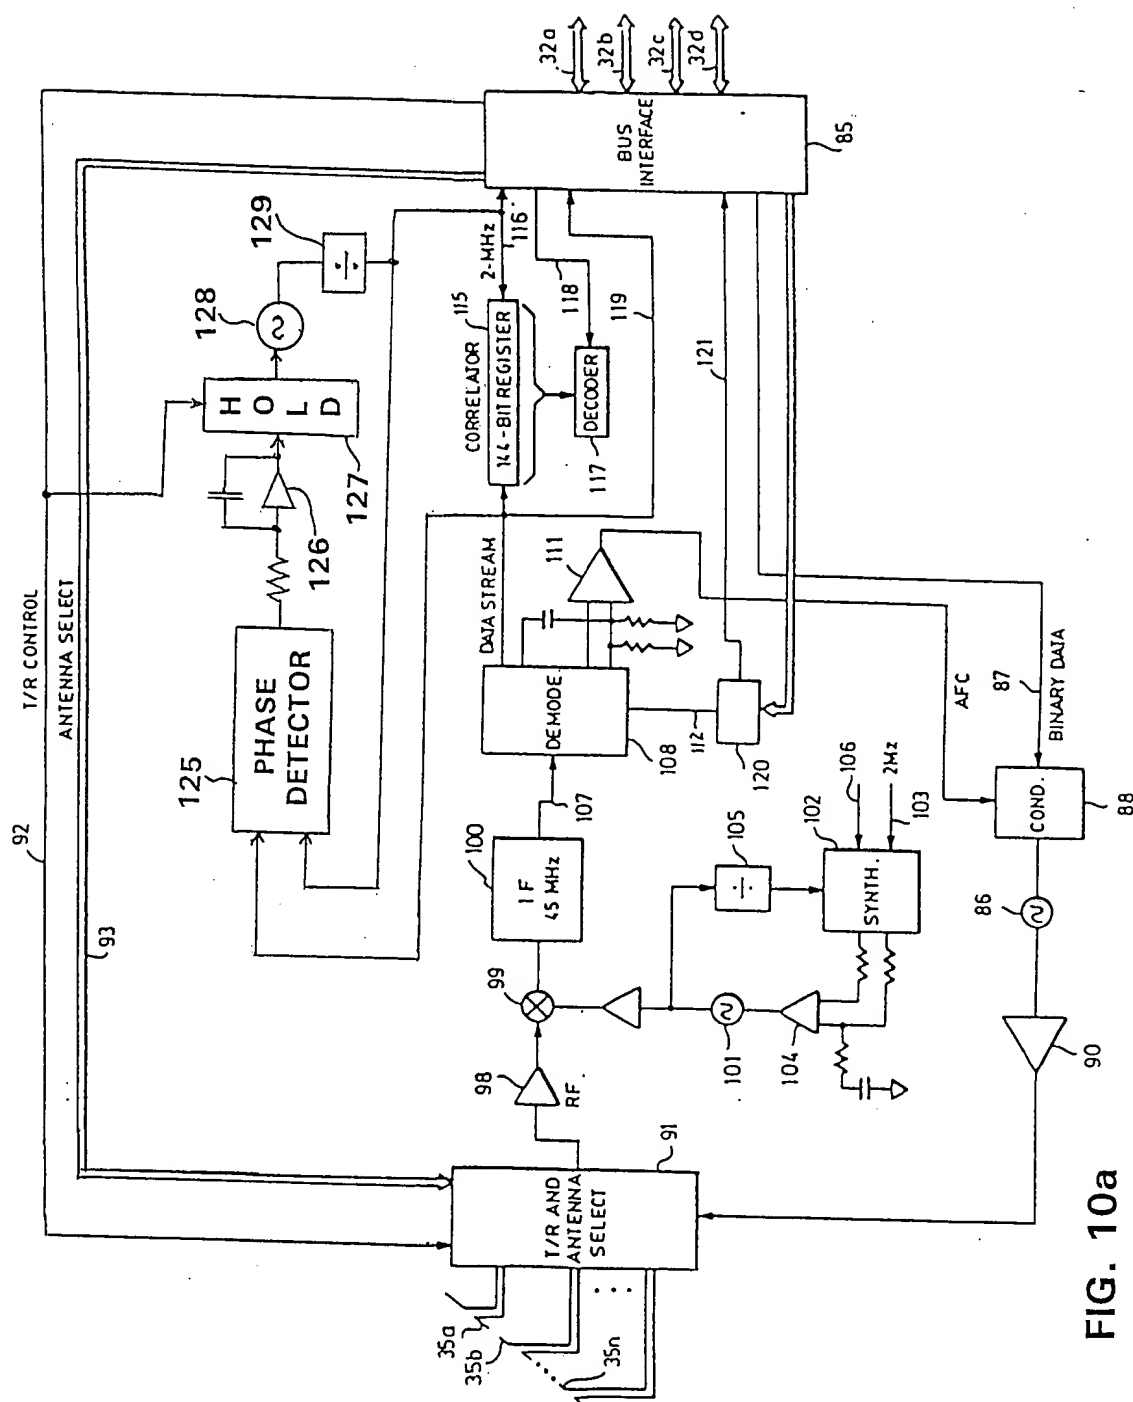 32a
32b
32c
32d
BUS
INTERFACE
85
T/R CONTROL
ANTENNA SELECT
92
93
125
PHASE
DETECTOR
126
127
HOLD
128
129
÷
2-MHz
116
CORRELATOR
115
144-BIT REGISTER
118
DECODER
117
119
121
DATA STREAM
111
DEMODE.
108
112
120
107
100
IF
45 MHz
99
98
RF
101
104
105
÷
SYNTH.
102
106
2Mz
103
AFC
87
BINARY DATA
COND.
88
86
90
91
T/R AND
ANTENNA
SELECT
35a
35b
35n
FIG. 10a